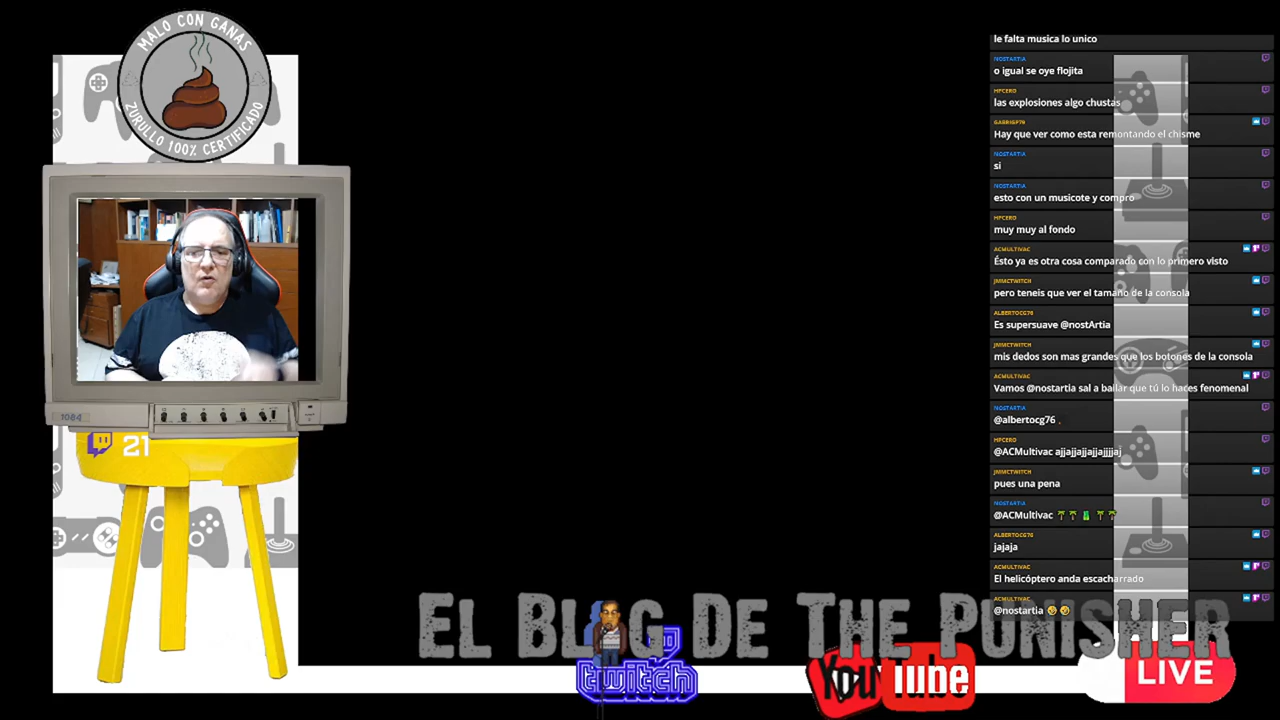 MALO CON GANAS
ZURULLO 100% CERTIFICADO
1084
21
le falta musica lo unico
NOSTARTIA
o igual se oye flojita
HFCERO
las explosiones algo chustas
GABRIGP79
Hay que ver como esta remontando el chisme
NOSTARTIA
si
NOSTARTIA
esto con un musicote y compro
HFCERO
muy muy al fondo
ACMULTIVAC
Ésto ya es otra cosa comparado con lo primero visto
JMMCTWITCH
pero teneis que ver el tamaño de la consola
ALBERTOCG76
Es supersuave @nostArtia
JMMCTWITCH
mis dedos son mas grandes que los botones de la consola
ACMULTIVAC
Vamos @nostartia sal a bailar que tú lo haces fenomenal
NOSTARTIA
@albertocg76 .
HFCERO
@ACMultivac ajjajjajjajjajjjjaj
JMMCTWITCH
pues una pena
NOSTARTIA
@ACMultivac
ALBERTOCG76
jajaja
ACMULTIVAC
El helicóptero anda escacharrado
ACMULTIVAC
@nostartia
EL BLOG DE THE PUNISHER
twitch
YouTube
LIVE